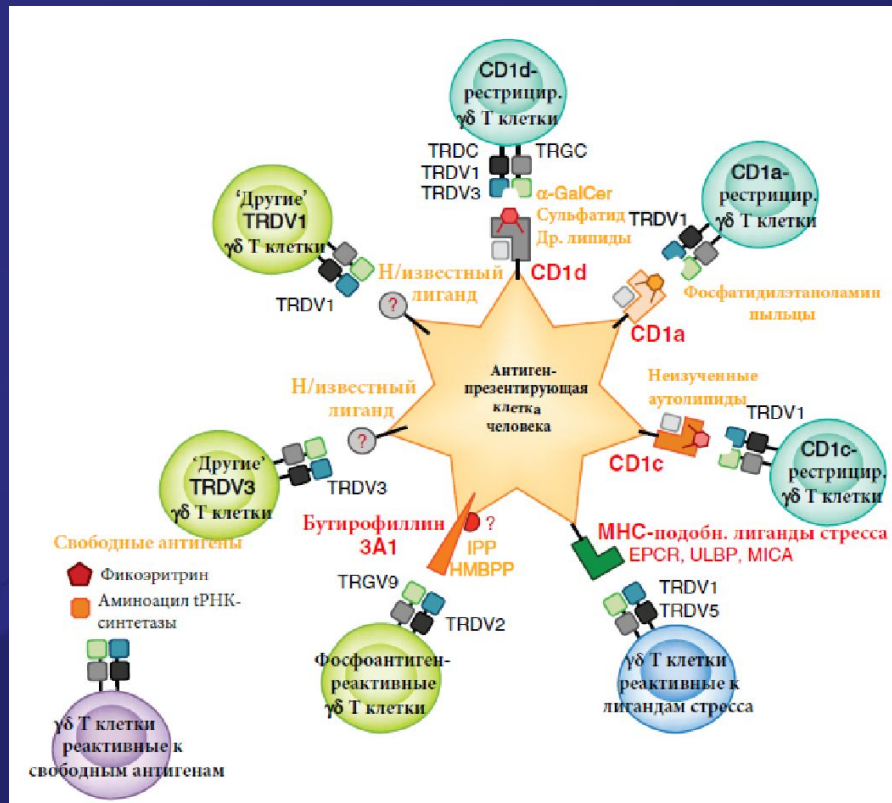 CD1d-
рестрицир.
γδ T клетки
TRDC
TRGC
TRDV1
TRDV3
α-GalCer
Сульфатид
Др. липиды
CD1d
CD1a-
рестрицир.
γδ T клетки
TRDV1
Фосфатидилэтаноламин
пыльцы
CD1a
'Другие'
TRDV1
γδ T клетки
TRDV1
Н/известный
лиганд
?
Антиген-
презентирующая
клетка
человека
Н/известный
лиганд
?
'Другие'
TRDV3
γδ T клетки
TRDV3
Неизученные
аутолипиды
TRDV1
CD1c
CD1c-
рестрицир.
γδ T клетки
Бутирофиллин
3A1
?
IPP
HMBPP
TRGV9
TRDV2
Фосфоантиген-
реактивные
γδ T клетки
МНС-подобн. лиганды стресса
EPCR, ULBP, MICA
TRDV1
TRDV5
γδ T клетки
реактивные к
лигандам стресса
Свободные антигены
Фикоэритрин
Аминоацил tРНК-
синтетазы
γδ T клетки
реактивные к
свободным антигенам